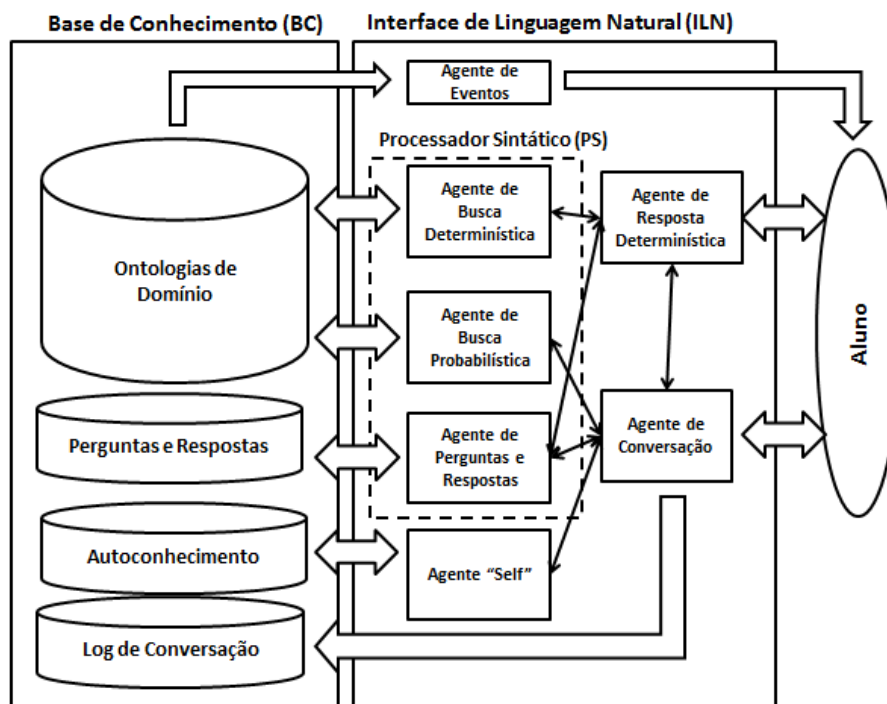 Base de Conhecimento (BC)
Interface de Linguagem Natural (ILN)
Agente de
Eventos
Processador Sintático (PS)
Agente de
Busca
Determinística
Agente de
Resposta
Determinística
Ontologias de
Domínio
Agente de
Busca
Probabilística
Aluno
Perguntas e Respostas
Agente de
Perguntas e
Respostas
Agente de
Conversação
Autoconhecimento
Agente “Self”
Log de Conversação